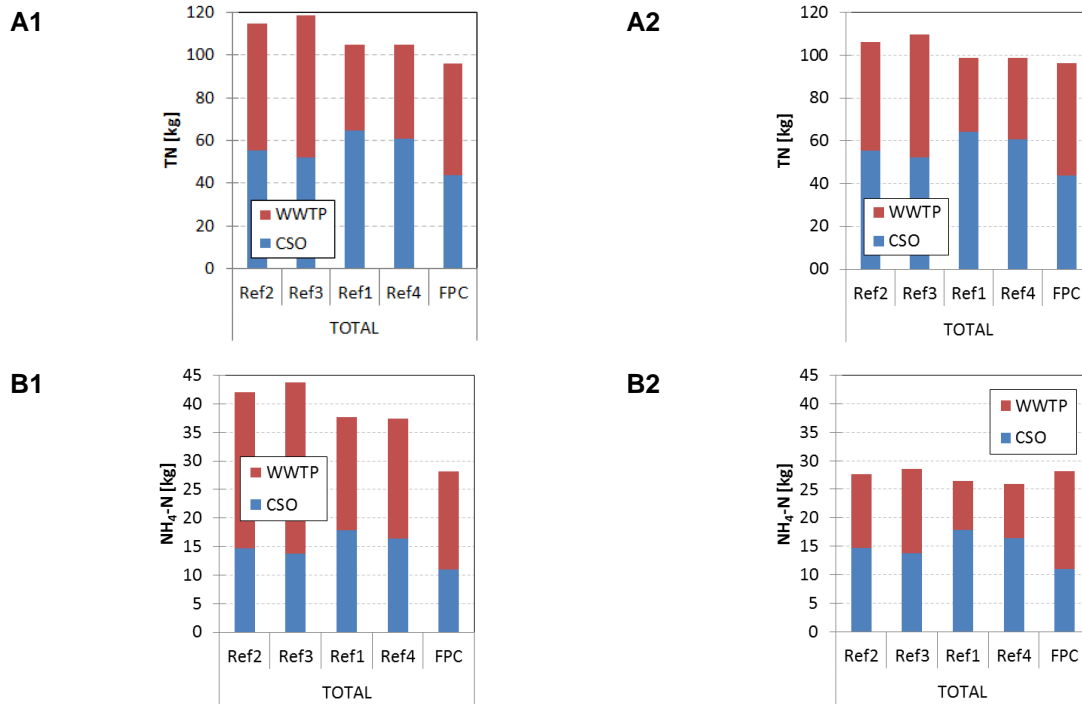 A1
TN [kg]
120
100
80
60
40
20
0
WWTP
CSO
Ref2 Ref3 Ref1 Ref4 FPC
TOTAL
A2
TN [kg]
120
100
80
60
40
20
00
WWTP
CSO
Ref2 Ref3 Ref1 Ref4 FPC
TOTAL
B1
NH₄-N [kg]
45
40
35
30
25
20
15
10
5
0
WWTP
CSO
Ref2 Ref3 Ref1 Ref4 FPC
TOTAL
B2
NH₄-N [kg]
45
40
35
30
25
20
15
10
5
0
WWTP
CSO
Ref2 Ref3 Ref1 Ref4 FPC
TOTAL